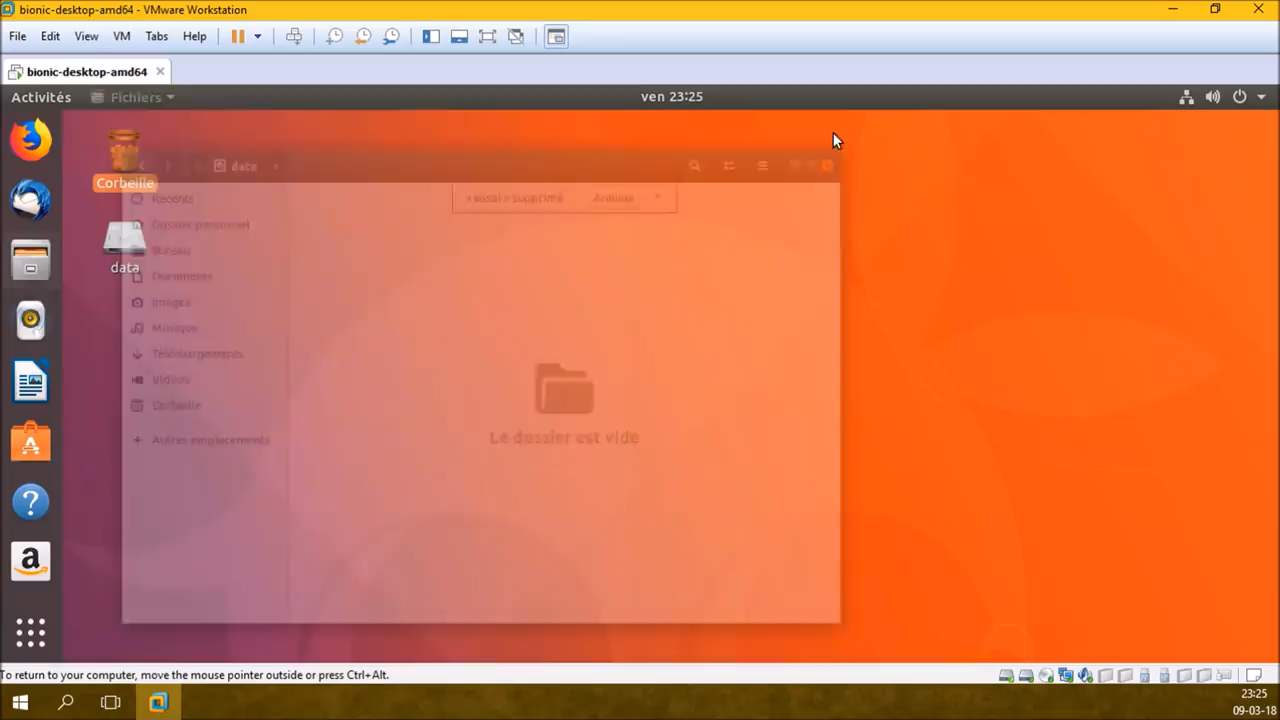 bionic-desktop-amd64 - VMware Workstation
File Edit View VM Tabs Help
bionic-desktop-amd64
Activités Fichiers ven 23:25
data
« essai » supprimé Annuler
Corbeille
Récents
Dossier personnel
Bureau
data
Documents
Images
Musique
Téléchargements
Vidéos
Corbeille
Autres emplacements
Le dossier est vide
To return to your computer, move the mouse pointer outside or press Ctrl+Alt.
23:25
09-03-18